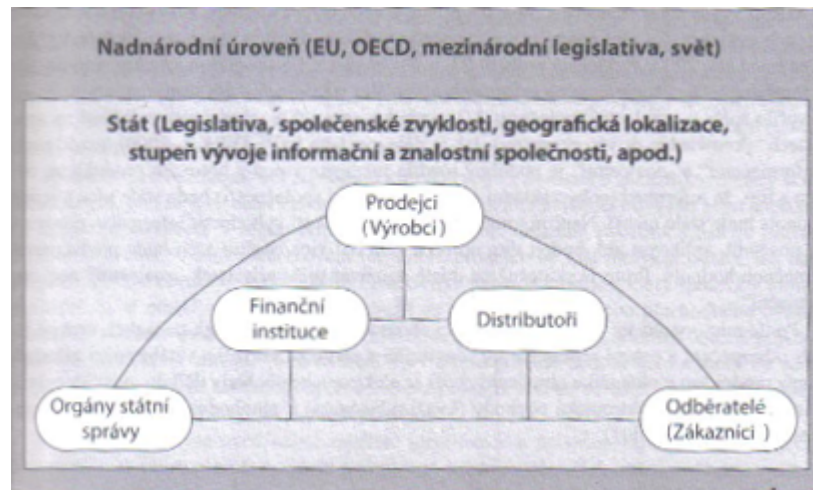 Nadnárodní úroveň (EU, OECD, mezinárodní legislativa, svět)
Stát (Legislativa, společenské zvyklosti, geografická lokalizace,
stupeň vývoje informační a znalostní společnosti, apod.)
Prodejci
(Výrobci)
Finanční
instituce
Distributoři
Orgány státní
správy
Odběratelé
(Zákazníci )